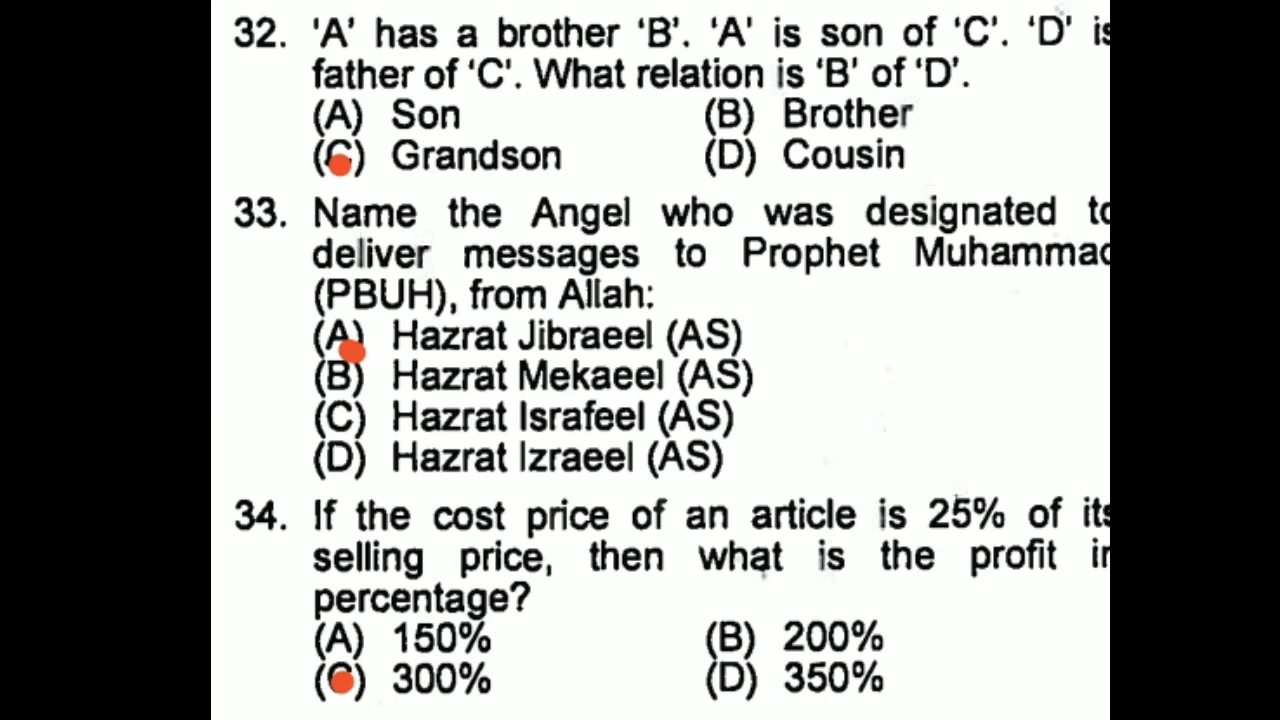 32. 'A' has a brother 'B'. 'A' is son of 'C'. 'D' is
father of 'C'. What relation is 'B' of 'D'.
(A) Son (B) Brother
(C) Grandson (D) Cousin
33. Name the Angel who was designated to
deliver messages to Prophet Muhammad
(PBUH), from Allah:
(A) Hazrat Jibraeel (AS)
(B) Hazrat Mekaeel (AS)
(C) Hazrat Israfeel (AS)
(D) Hazrat Izraeel (AS)
34. If the cost price of an article is 25% of its
selling price, then what is the profit in
percentage?
(A) 150% (B) 200%
(C) 300% (D) 350%